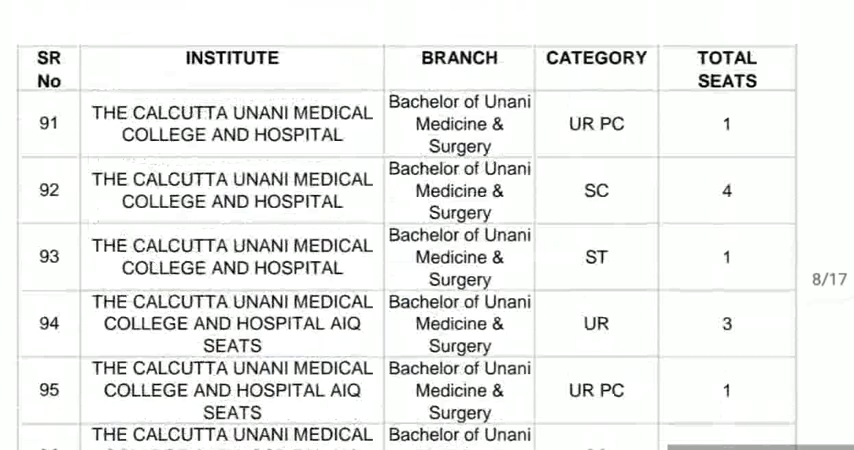 SR No INSTITUTE BRANCH CATEGORY TOTAL SEATS
91 THE CALCUTTA UNANI MEDICAL COLLEGE AND HOSPITAL Bachelor of Unani Medicine & Surgery UR PC 1
92 THE CALCUTTA UNANI MEDICAL COLLEGE AND HOSPITAL Bachelor of Unani Medicine & Surgery SC 4
93 THE CALCUTTA UNANI MEDICAL COLLEGE AND HOSPITAL Bachelor of Unani Medicine & Surgery ST 1
8/17
94 THE CALCUTTA UNANI MEDICAL COLLEGE AND HOSPITAL AIQ SEATS Bachelor of Unani Medicine & Surgery UR 3
95 THE CALCUTTA UNANI MEDICAL COLLEGE AND HOSPITAL AIQ SEATS Bachelor of Unani Medicine & Surgery UR PC 1
THE CALCUTTA UNANI MEDICAL Bachelor of Unani